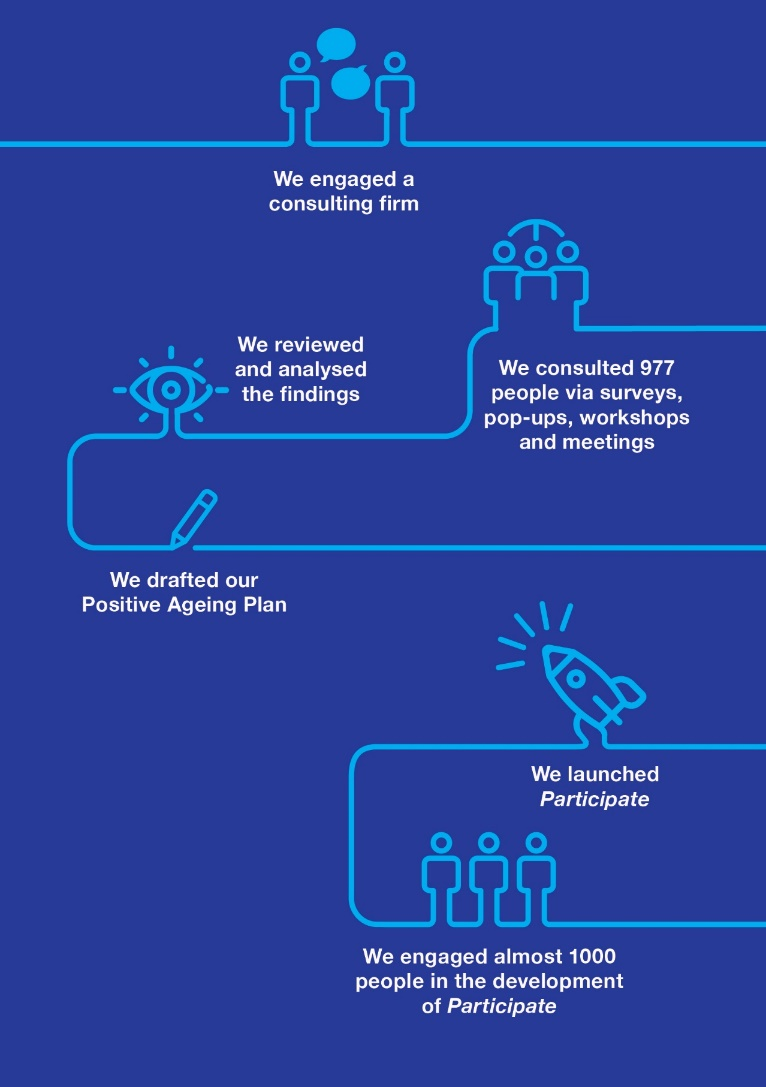 We engaged a
consulting firm
We consulted 977
people via surveys,
pop-ups, workshops
and meetings
We reviewed
and analysed
the findings
We drafted our
Positive Ageing Plan
We launched
Participate
We engaged almost 1000
people in the development
of Participate